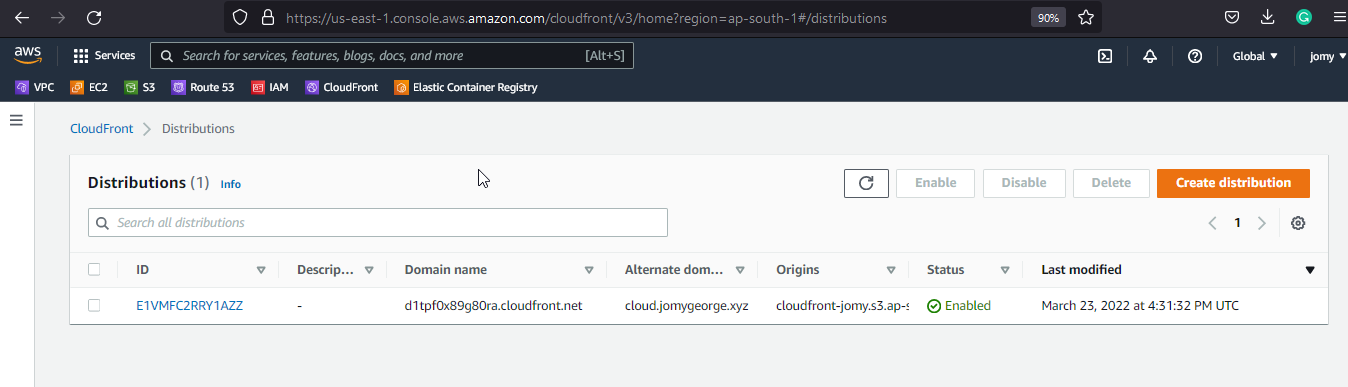 https://us-east-1.console.aws.amazon.com/cloudfront/v3/home?region=ap-south-1#/distributions 90%
aws Services Search for services, features, blogs, docs, and more [Alt+S] Global jomy
VPC EC2 S3 Route 53 IAM CloudFront Elastic Container Registry
CloudFront Distributions
Distributions (1) Info Enable Disable Delete Create distribution
Search all distributions 1
ID Descrip... Domain name Alternate dom... Origins Status Last modified
E1VMFC2RRY1AZZ - d1tpf0x89g80ra.cloudfront.net cloud.jomygeorge.xyz cloudfront-jomy.s3.ap-s Enabled March 23, 2022 at 4:31:32 PM UTC